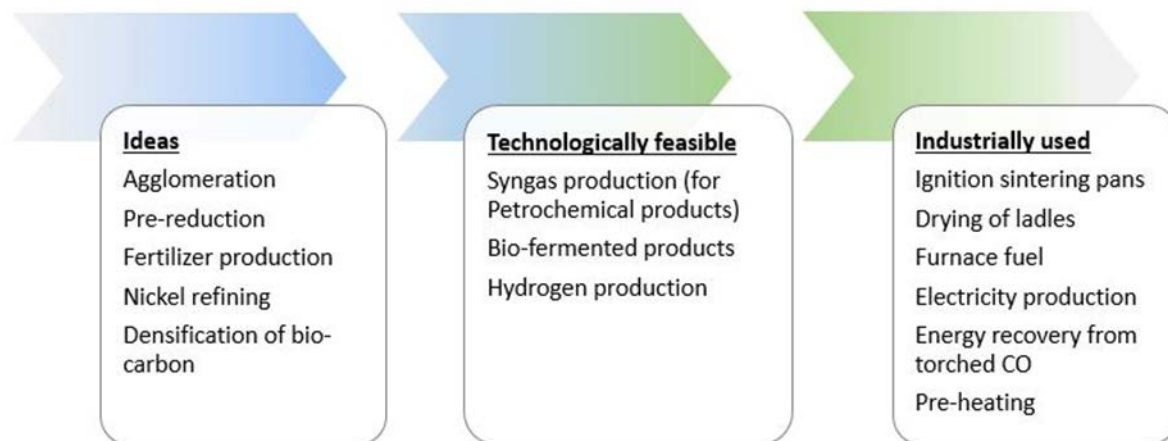 Ideas
Agglomeration
Pre-reduction
Fertilizer production
Nickel refining
Densification of bio-
carbon
Technologically feasible
Syngas production (for
Petrochemical products)
Bio-fermented products
Hydrogen production
Industrially used
Ignition sintering pans
Drying of ladles
Furnace fuel
Electricity production
Energy recovery from
torched CO
Pre-heating